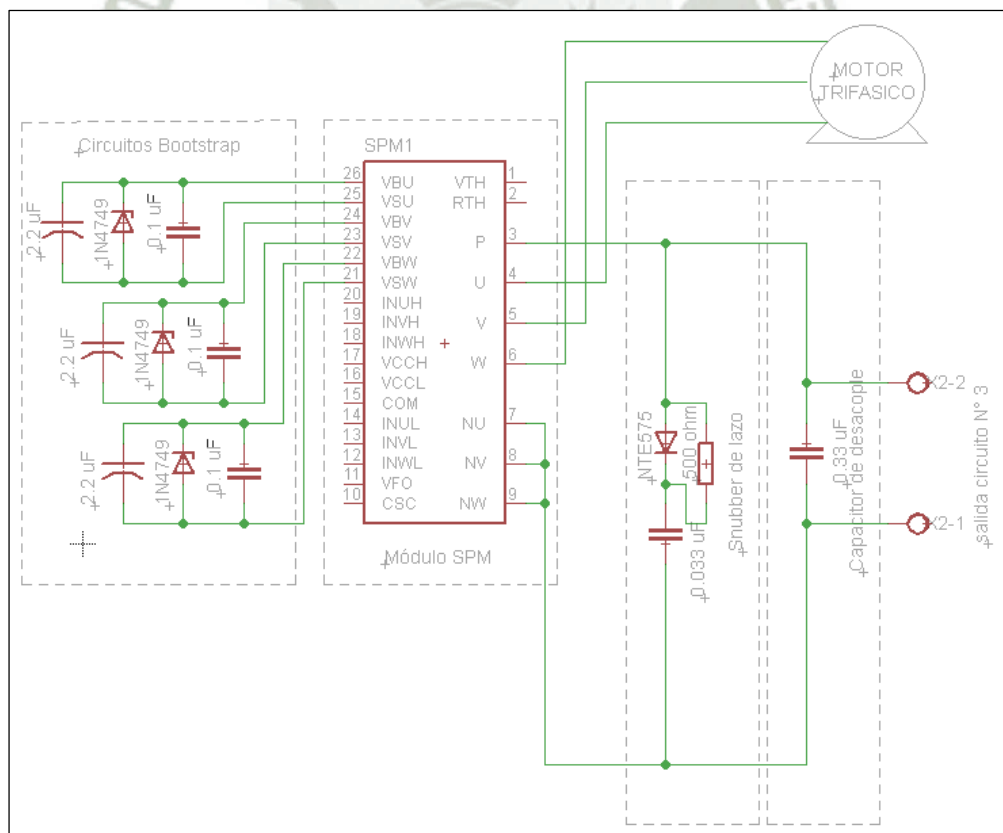 MOTOR
TRIFASICO
Circuitos Bootstrap
SPM1
26 VBU
25 VSU
24 VBV
23 VSV
22 VBW
21 VSW
20 INUH
19 INVH
18 INWH
17 VCCH
16 VCCL
15 COM
14 INUL
13 INVL
12 INWL
11 VFO
10 CSC
VTH 1
RTH 2
P 3
U 4
V 5
W 6
NU 7
NV 8
NW 9
2.2 uF
1N4749
0.1 uF
2.2 uF
1N4749
0.1 uF
2.2 uF
1N4749
0.1 uF
Módulo SPM
NTE575
500 ohm
0.033 uF
Snubber de lazo
0.33 uF
Capacitor de desacople
X2-2
X2-1
salida circuito N° 3